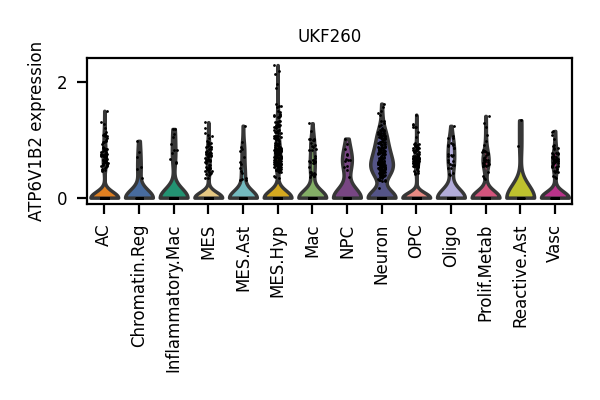 UKF260
ATP6V1B2 expression
2
0
AC
Chromatin.Reg
Inflammatory.Mac
MES
MES.Ast
MES.Hyp
Mac
NPC
Neuron
OPC
Oligo
Prolif.Metab
Reactive.Ast
Vasc